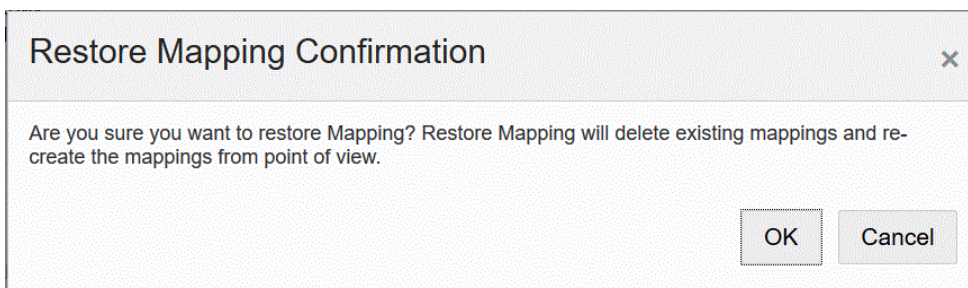 Restore Mapping Confirmation
Are you sure you want to restore Mapping? Restore Mapping will delete existing mappings and re-
create the mappings from point of view.
OK Cancel